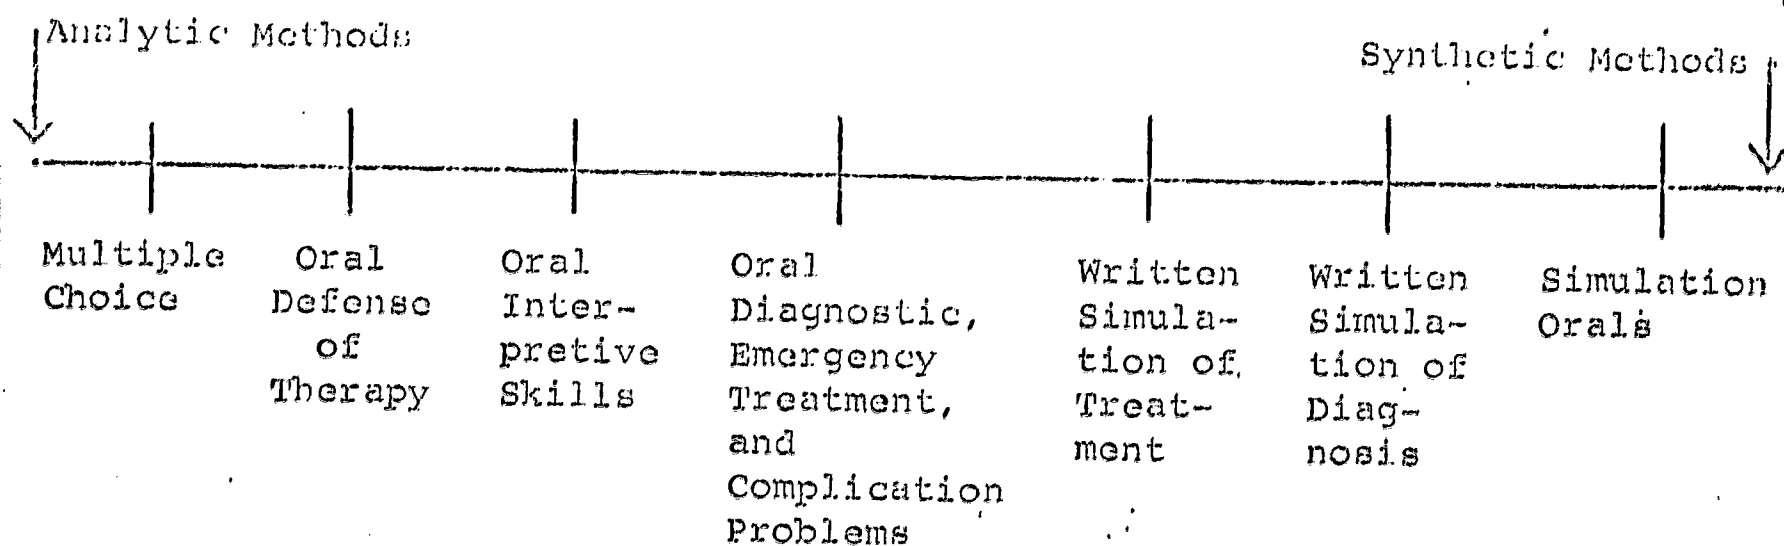 Analytic Methods
Synthetic Methods
Multiple
Choice
Oral
Defense
of
Therapy
Oral
Inter-
pretive
Skills
Oral
Diagnostic,
Emergency
Treatment,
and
Complication
Problems
Written
Simula-
tion of
Treat-
ment
Written
Simula-
tion of
Diag-
nosis
Simulation
Orals